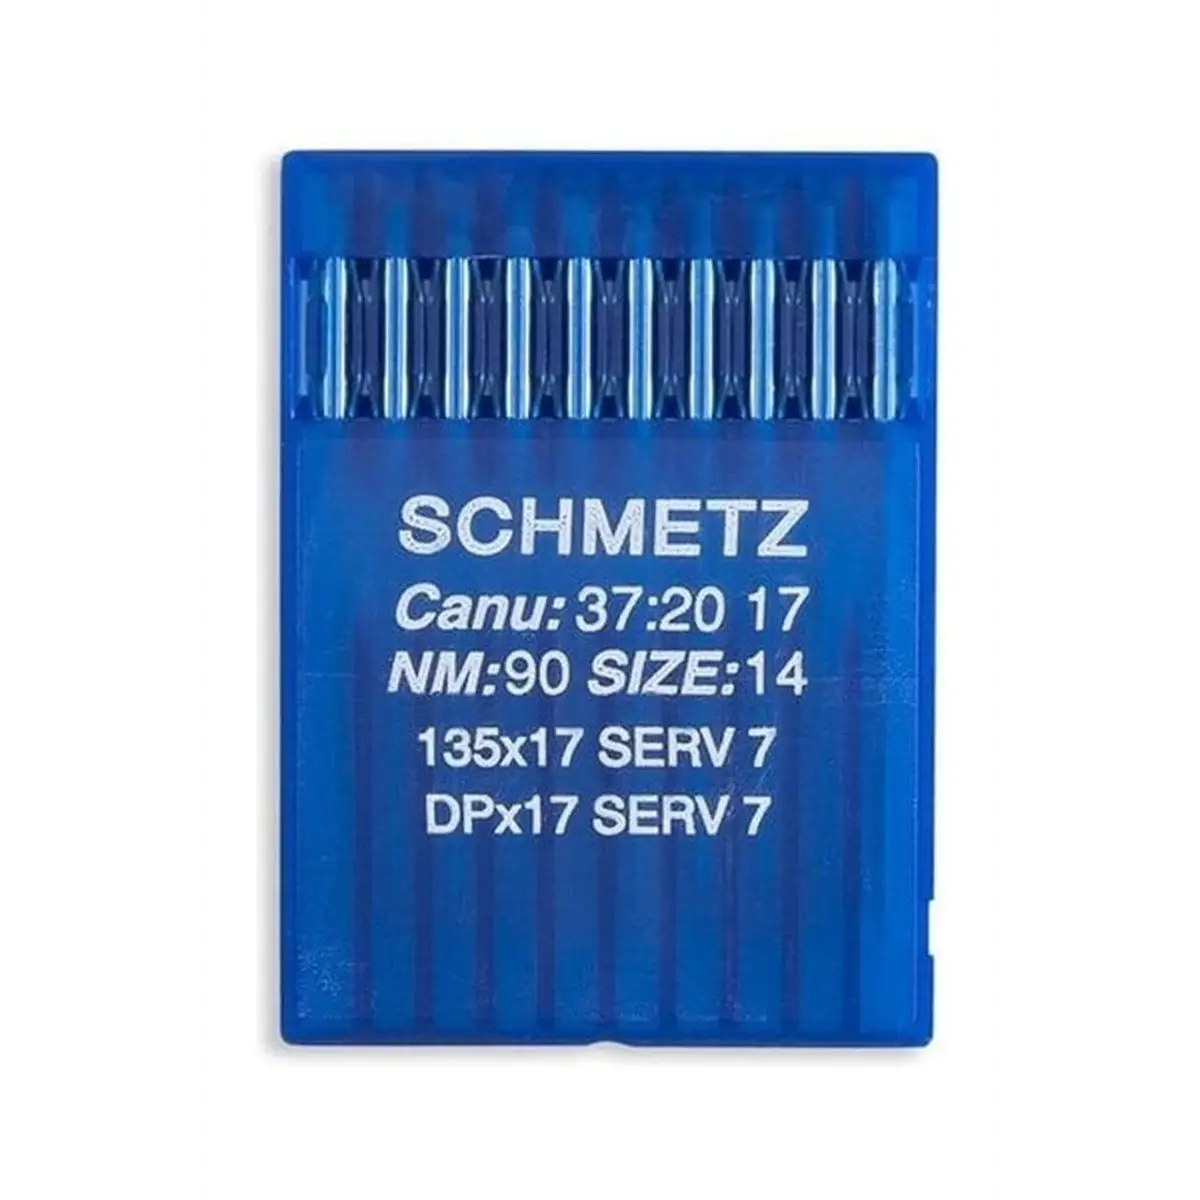 SCHMETZ
Canu: 37:20 17
NM:90 SIZE:14
135x17 SERV 7
DPx17 SERV 7